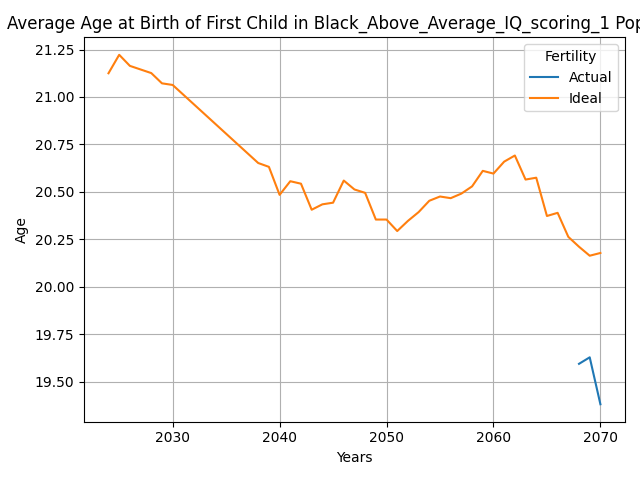 Average Age at Birth of First Child in Black_Above_Average_IQ_scoring_1 Pop
21.25
21.00
20.75
20.50
20.25
20.00
19.75
19.50
Age
Fertility
Actual
Ideal
2030 2040 2050 2060 2070
Years